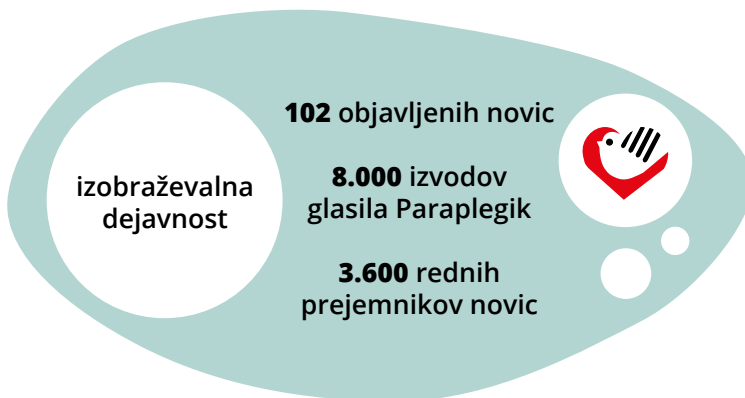 izobraževalna
dejavnost
102 objavljenih novic
8.000 izvodov
glasila Paraplegik
3.600 rednih
prejemnikov novic